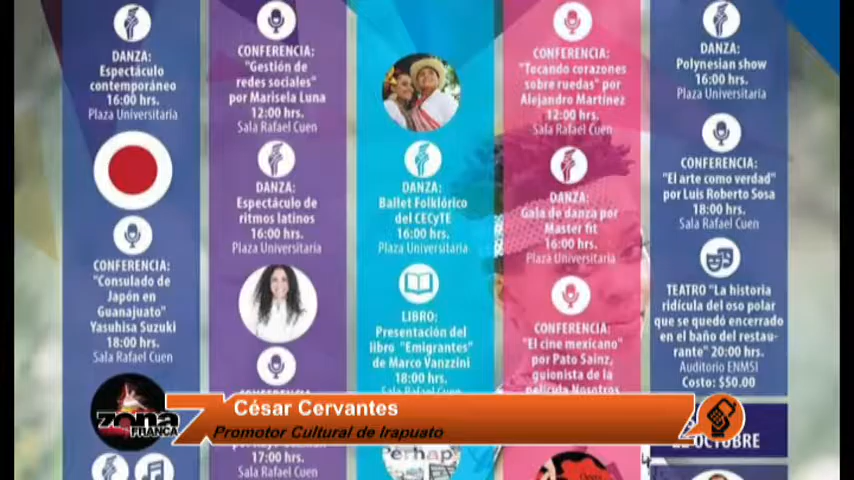 DANZA:
Espectáculo
contemporáneo
16:00 hrs.
Plaza Universitaria
CONFERENCIA:
"Consulado de
Japón en
Guanajuato"
Yasuhisa Suzuki
18:00 hrs.
Sala Rafael Cuen
CONFERENCIA:
"Gestión de
redes sociales"
por Marisela Luna
12:00 hrs.
Sala Rafael Cuen
DANZA:
Espectáculo de
ritmos latinos
16:00 hrs.
Plaza Universitaria
CONFERENCIA
17:00 hrs.
Sala Rafael Cuen
DANZA:
Ballet Folklórico
del CECyTE
16:00 hrs.
Plaza Universitaria
LIBRO:
Presentación del
libro "Emigrantes"
de Marco Vanzzini
18:00 hrs.
Sala Rafael Cuen
CONFERENCIA:
"Tocando corazones
sobre ruedas" por
Alejandro Martínez
12:00 hrs.
Sala Rafael Cuen
DANZA:
Gala de danza por
Master fit
16:00 hrs.
Plaza Universitaria
CONFERENCIA:
"El cine mexicano"
por Pato Sainz,
guionista de la
película Nosotros
DANZA:
Polynesian show
16:00 hrs.
Plaza Universitaria
CONFERENCIA:
"El arte como verdad"
por Luis Roberto Sosa
18:00 hrs.
Sala Rafael Cuen
TEATRO "La historia
ridícula del oso polar
que se quedó encerrado
en el baño del restau-
rante" 20:00 hrs.
Auditorio ENMSI
Costo: $50.00
OCTUBRE
zona
FRANCA
César Cervantes
Promotor Cultural de Irapuato